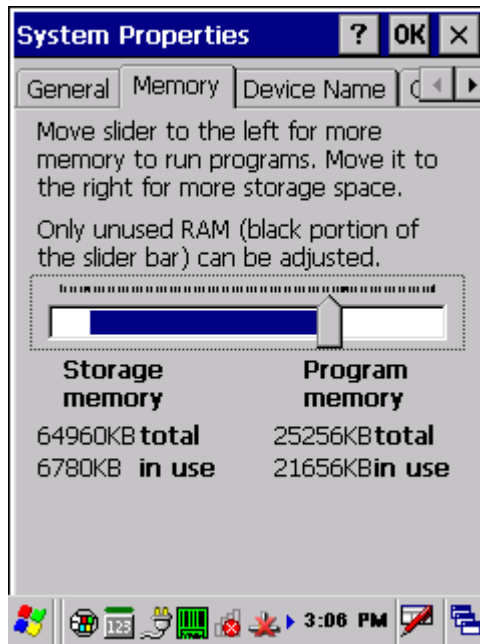 System Properties ? OK ×
General Memory Device Name
Move slider to the left for more
memory to run programs. Move it to
the right for more storage space.
Only unused RAM (black portion of
the slider bar) can be adjusted.
Storage memory
64960KB total
6780KB in use
Program memory
25256KB total
21656KB in use
123 3:06 PM